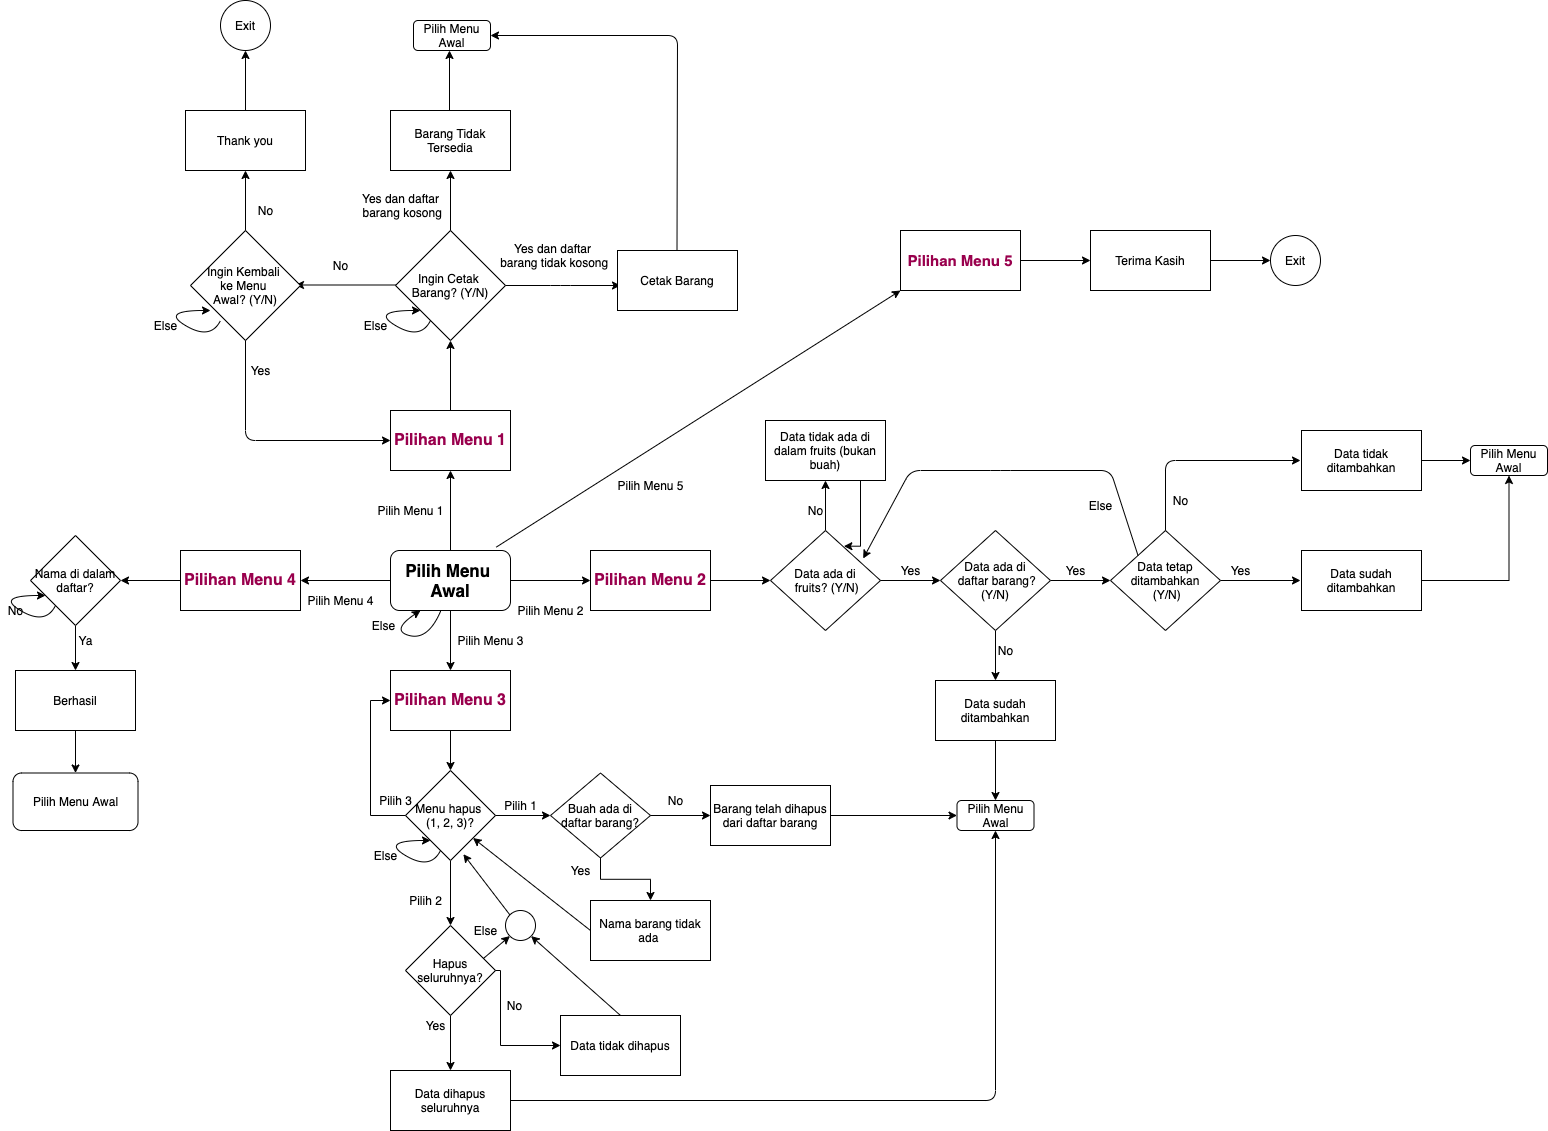 Exit
Pilih Menu
Awal
Thank you
Barang Tidak
Tersedia
No
Yes dan daftar
barang kosong
Ingin Kembali
ke Menu
Awal? (Y/N)
Else
No
Ingin Cetak
Barang? (Y/N)
Else
Yes dan daftar
barang tidak kosong
Cetak Barang
Pilihan Menu 5
Terima Kasih
Exit
Yes
Pilihan Menu 1
Pilih Menu 1
Pilih Menu 5
Data tidak ada di
dalam fruits (bukan
buah)
No
Else
No
Data tidak
ditambahkan
Pilih Menu
Awal
Nama di dalam
daftar?
No
Ya
Pilihan Menu 4
Pilih Menu 4
Pilih Menu
Awal
Else
Pilih Menu 2
Pilih Menu 3
Pilihan Menu 2
Data ada di
fruits? (Y/N)
Yes
Data ada di
daftar barang?
(Y/N)
Yes
Data tetap
ditambahkan
(Y/N)
Yes
Data sudah
ditambahkan
No
Data sudah
ditambahkan
Berhasil
Pilih Menu Awal
Pilihan Menu 3
Pilih 3
Menu hapus
(1, 2, 3)?
Else
Pilih 1
Buah ada di
daftar barang?
No
Barang telah dihapus
dari daftar barang
Pilih Menu
Awal
Yes
Nama barang tidak
ada
Pilih 2
Else
Hapus
seluruhnya?
No
Yes
Data tidak dihapus
Data dihapus
seluruhnya